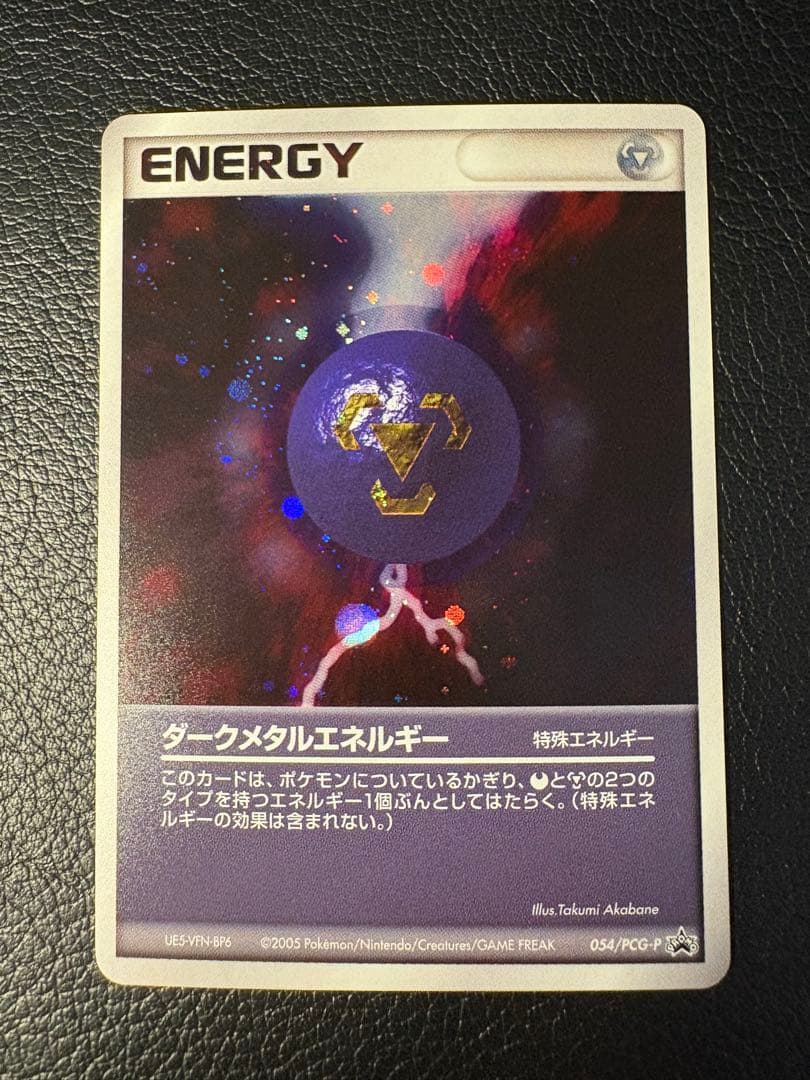 ENERGY
ダークメタルエネルギー 特殊エネルギー
このカードは、ポケモンについているかぎり、との2つの
タイプを持つエネルギー1個ぶんとしてはたらく。(特殊エネ
ルギーの効果は含まれない。)
Illus.Takumi Akabane
UE5-VFN-BP6 ©2005 Pokémon/Nintendo/Creatures/GAME FREAK 054/PCG-P